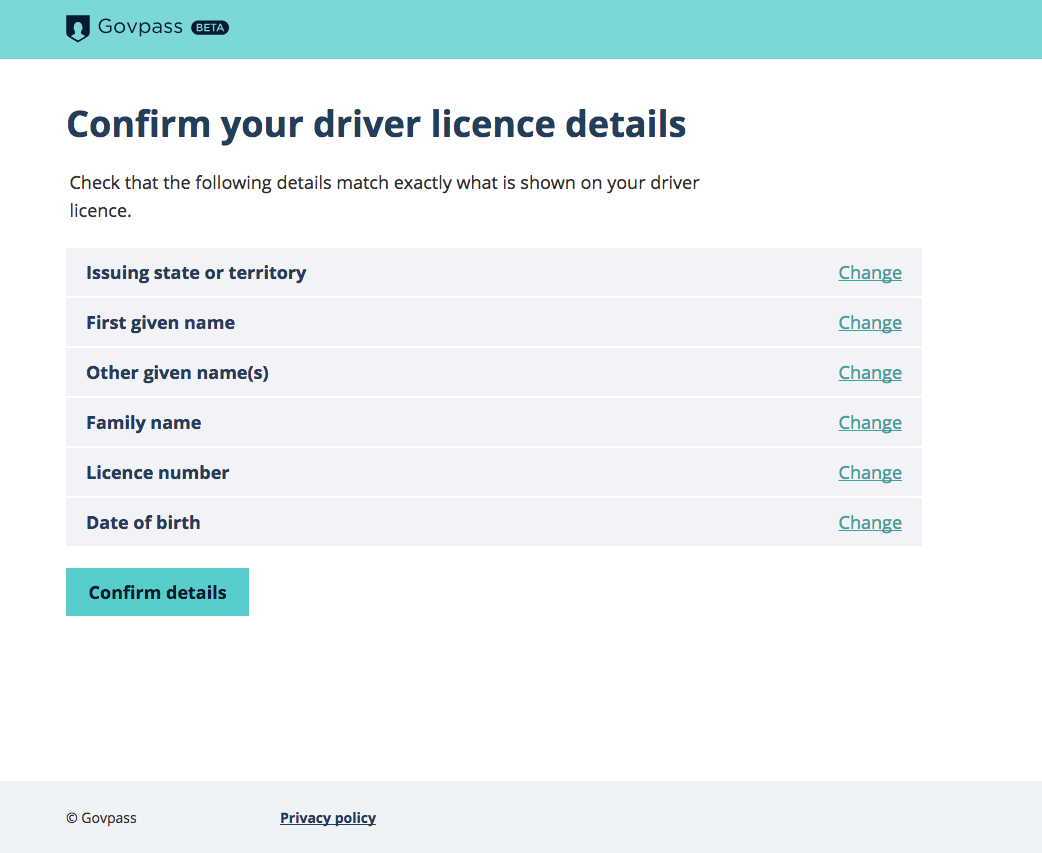 Govpass BETA
Confirm your driver licence details
Check that the following details match exactly what is shown on your driver
licence.
Issuing state or territory Change
First given name Change
Other given name(s) Change
Family name Change
Licence number Change
Date of birth Change
Confirm details
© Govpass Privacy policy